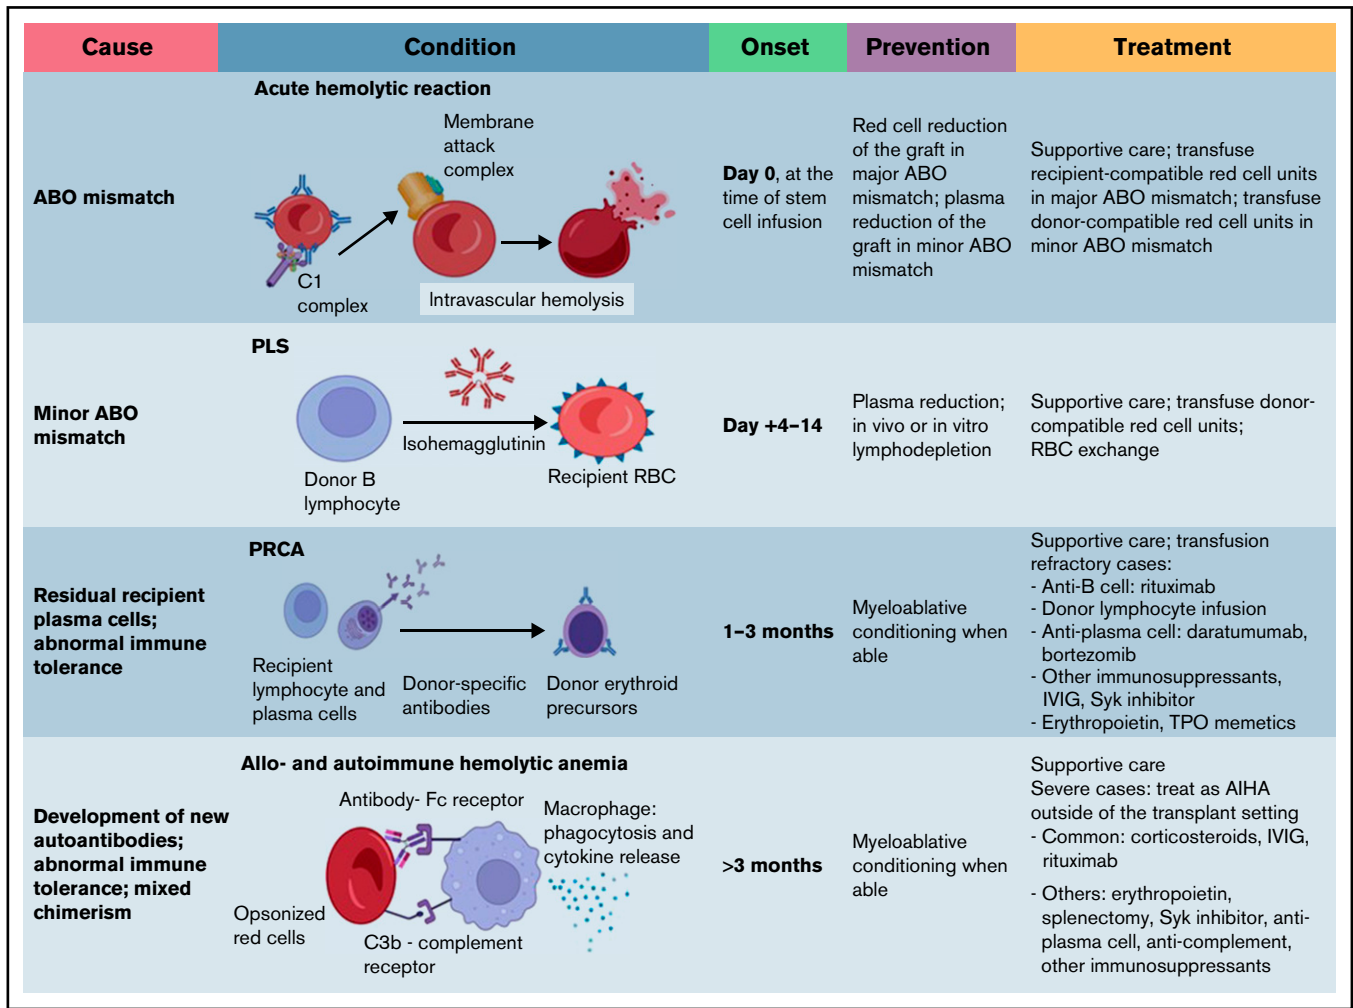 Cause
Condition
Onset
Prevention
Treatment
ABO mismatch
Acute hemolytic reaction
Membrane
attack
complex
C1
complex
Intravascular hemolysis
Day 0, at the
time of stem
cell infusion
Red cell reduction
of the graft in
major ABO
mismatch; plasma
reduction of the
graft in minor ABO
mismatch
Supportive care; transfuse
recipient-compatible red cell units
in major ABO mismatch; transfuse
donor-compatible red cell units in
minor ABO mismatch
Minor ABO
mismatch
PLS
Isohemagglutinin
Donor B
lymphocyte
Recipient RBC
Day +4–14
Plasma reduction;
in vivo or in vitro
lymphodepletion
Supportive care; transfuse donor-
compatible red cell units;
RBC exchange
Residual recipient
plasma cells;
abnormal immune
tolerance
PRCA
Recipient
lymphocyte and
plasma cells
Donor-specific
antibodies
Donor erythroid
precursors
1–3 months
Myeloablative
conditioning when
able
Supportive care; transfusion
refractory cases:
- Anti-B cell: rituximab
- Donor lymphocyte infusion
- Anti-plasma cell: daratumumab,
bortezomib
- Other immunosuppressants,
IVIG, Syk inhibitor
- Erythropoietin, TPO memetics
Development of new
autoantibodies;
abnormal immune
tolerance; mixed
chimerism
Allo- and autoimmune hemolytic anemia
Antibody- Fc receptor
Macrophage:
phagocytosis and
cytokine release
Opsonized
red cells
C3b - complement
receptor
>3 months
Myeloablative
conditioning when
able
Supportive care
Severe cases: treat as AIHA
outside of the transplant setting
- Common: corticosteroids, IVIG,
rituximab
- Others: erythropoietin,
splenectomy, Syk inhibitor, anti-
plasma cell, anti-complement,
other immunosuppressants